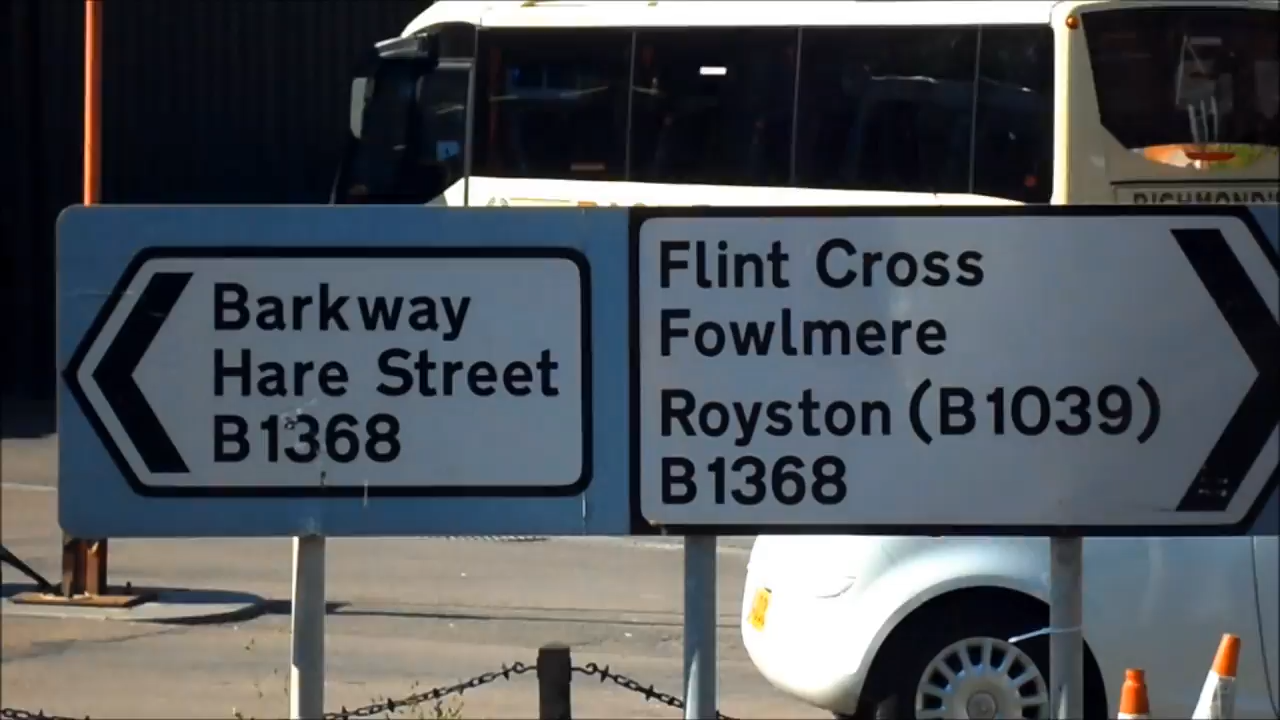 Barkway
Hare Street
B1368
Flint Cross
Fowlmere
Royston (B1039)
B1368